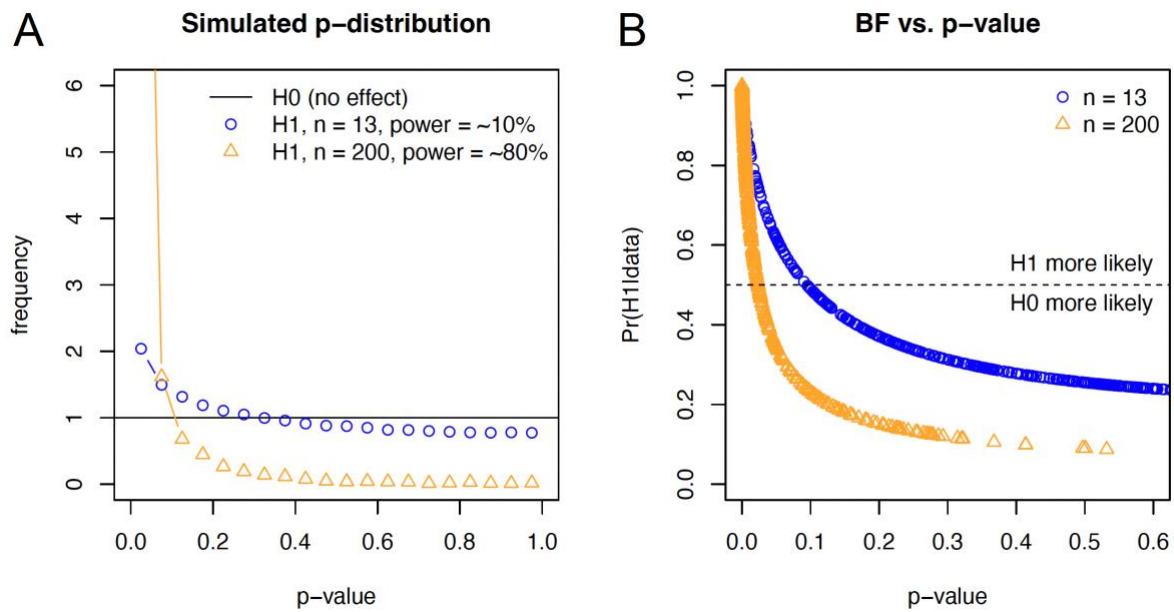 A
Simulated p-distribution
frequency
6
5
4
3
2
1
0
H0 (no effect)
H1, n = 13, power = ~10%
H1, n = 200, power = ~80%
0.0 0.2 0.4 0.6 0.8 1.0
p-value
B
BF vs. p-value
Pr(H1|data)
1.0
0.8
0.6
0.4
0.2
0.0
n = 13
n = 200
H1 more likely
H0 more likely
0.0 0.1 0.2 0.3 0.4 0.5 0.6
p-value